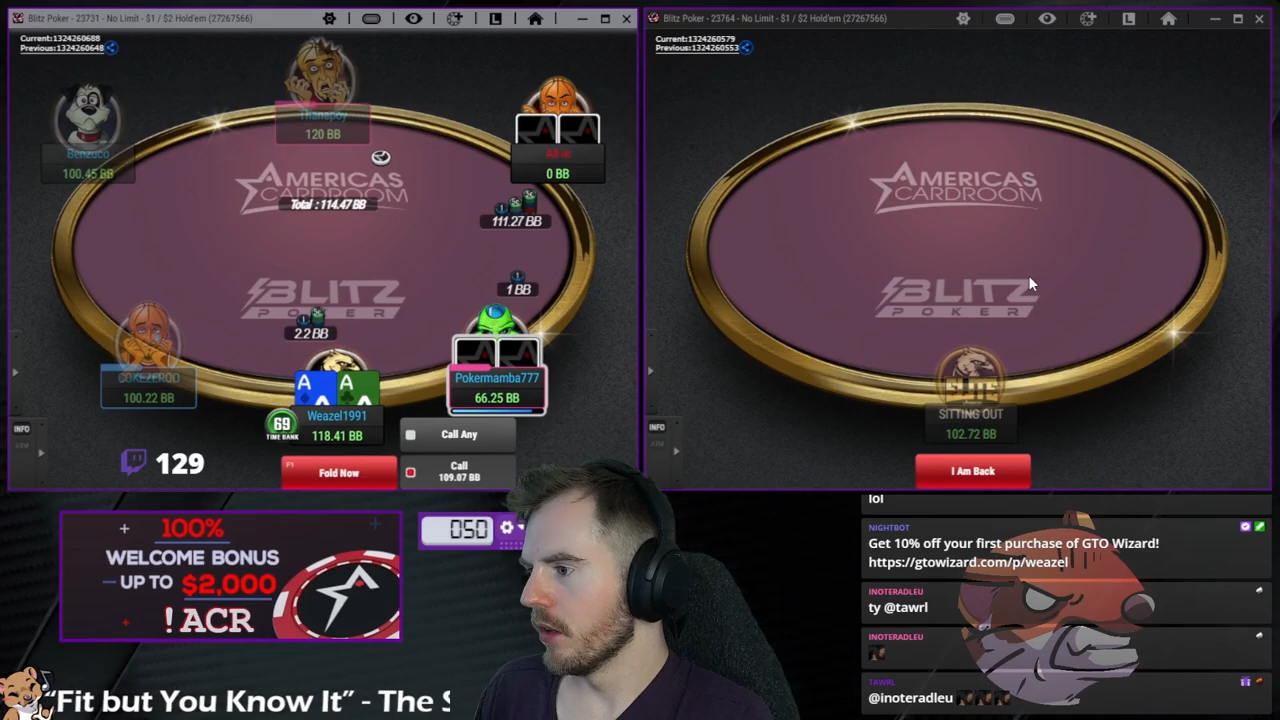 Blitz Poker - 23731 - No Limit - $1 / $2 Hold'em (27267566)
L
Current:1324260688
Previous:1324260648
Thanapoy
120 BB
Benzuco
100.45 BB
All in
0 BB
AMERICAS
CARDROOM
Total : 114.47 BB
111.27 BB
1 BB
BLITZ
POKER
2.2 BB
COKEZEROO
100.22 BB
A
A
Pokermamba777
66.25 BB
69
TIME BANK
Weazel1991
118.41 BB
INFO
Call Any
F1
Fold Now
Call
109.07 BB
129
Blitz Poker - 23764 - No Limit - $1 / $2 Hold'em (27267566)
L
Current:1324260579
Previous:1324260553
AMERICAS
CARDROOM
BLITZ
POKER
SITTING OUT
102.72 BB
INFO
I Am Back
100%
WELCOME BONUS
UP TO $2,000
!ACR
050
"Fit but You Know It" - The S
lol
NIGHTBOT
Get 10% off your first purchase of GTO Wizard!
https://gtowizard.com/p/weazel
INOTERADLEU
ty @tawrl
INOTERADLEU
TAWRL
@inoteradleu